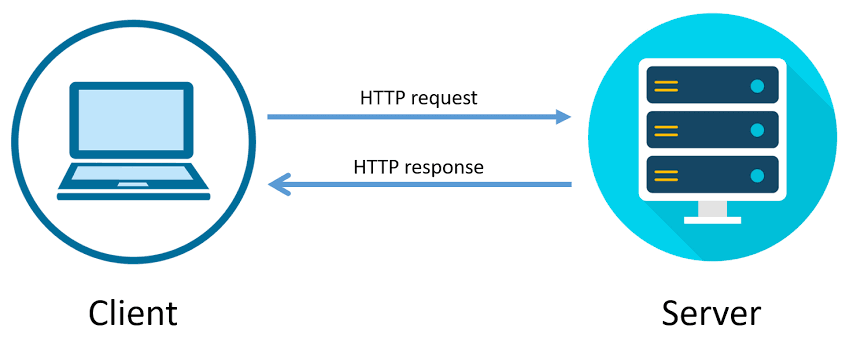 HTTP request
HTTP response
Client
Server